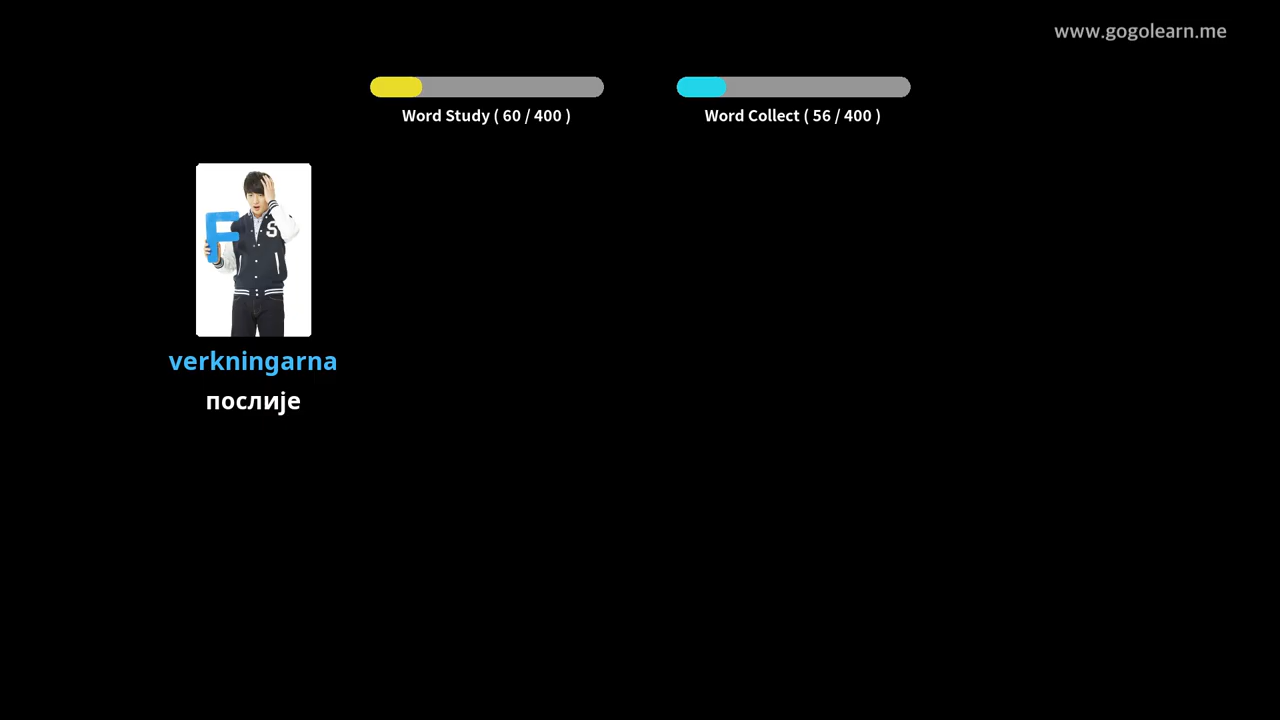 www.gogolearn.me
Word Study ( 60 / 400 )
Word Collect ( 56 / 400 )
F
S
verkningarna
послије